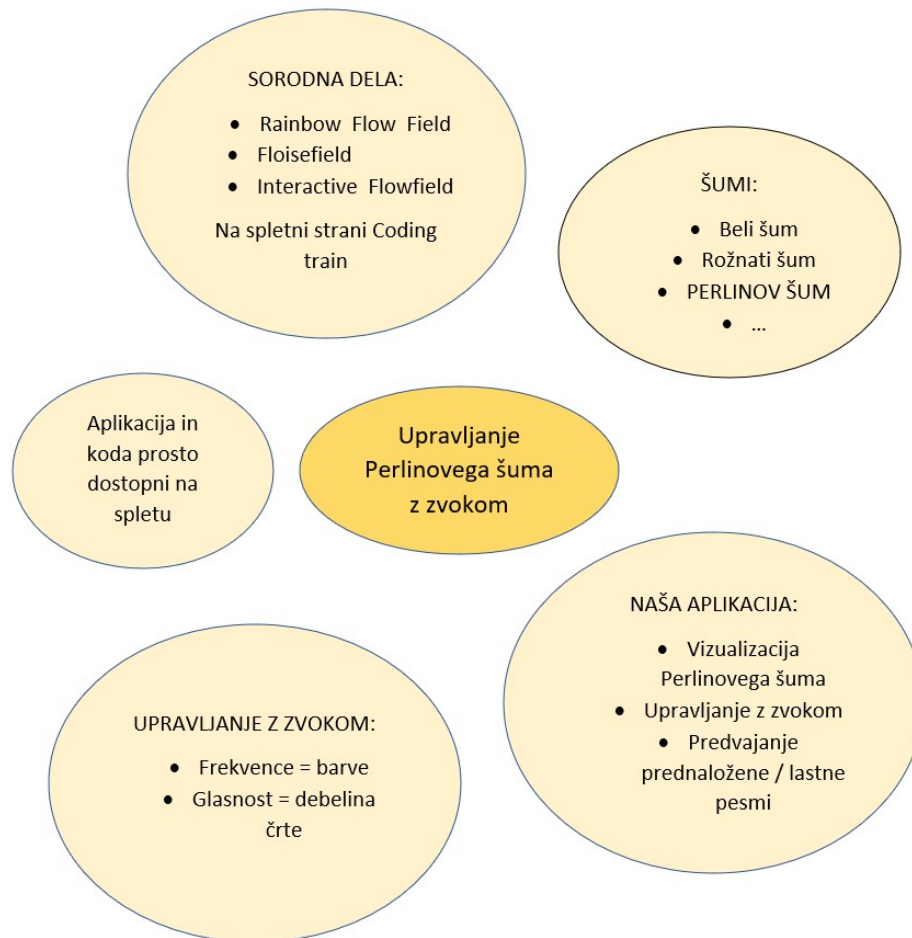 SORODNA DELA:
• Rainbow Flow Field
• Floisefield
• Interactive Flowfield
Na spletni strani Coding
train
ŠUMI:
• Beli šum
• Rožnati šum
• PERLINOV ŠUM
• ...
Aplikacija in
koda prosto
dostopni na
spletu
Upravljanje
Perlinovega šuma
z zvokom
NAŠA APLIKACIJA:
• Vizualizacija
Perlinovega šuma
• Upravljanje z zvokom
• Predvajanje
prednaložene / lastne
pesmi
UPRAVLJANJE Z ZVOKOM:
• Frekvence = barve
• Glasnost = debelina
črte